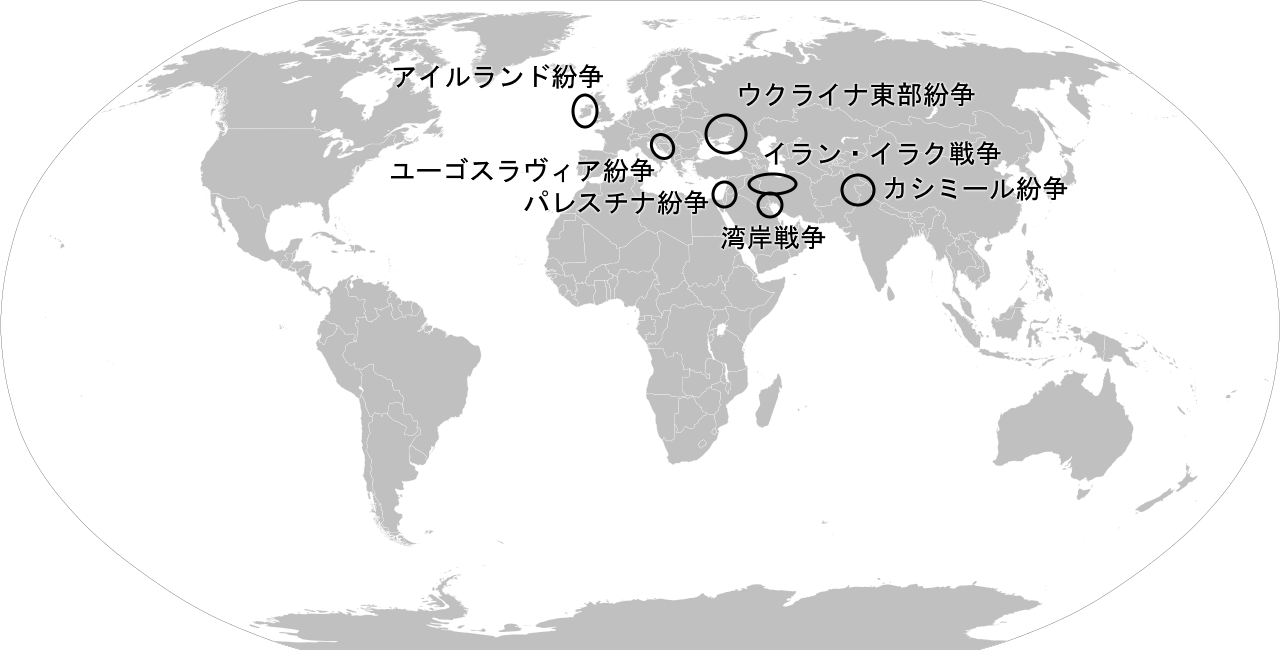 アイルランド紛争
ウクライナ東部紛争
イラン・イラク戦争
ユーゴスラヴィア紛争
カシミール紛争
パレスチナ紛争
湾岸戦争